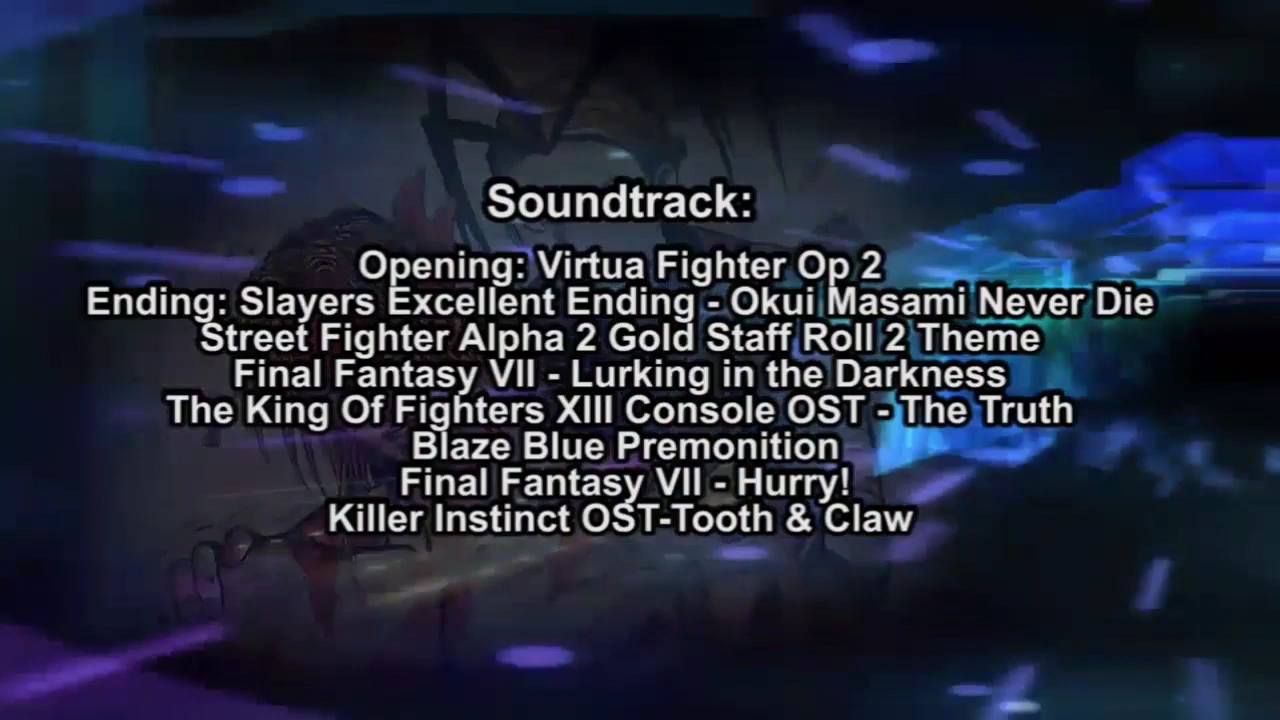 Soundtrack:
Opening: Virtua Fighter Op 2
Ending: Slayers Excellent Ending - Okui Masami Never Die
Street Fighter Alpha 2 Gold Staff Roll 2 Theme
Final Fantasy VII - Lurking in the Darkness
The King Of Fighters XIII Console OST - The Truth
Blaze Blue Premonition
Final Fantasy VII - Hurry!
Killer Instinct OST-Tooth & Claw